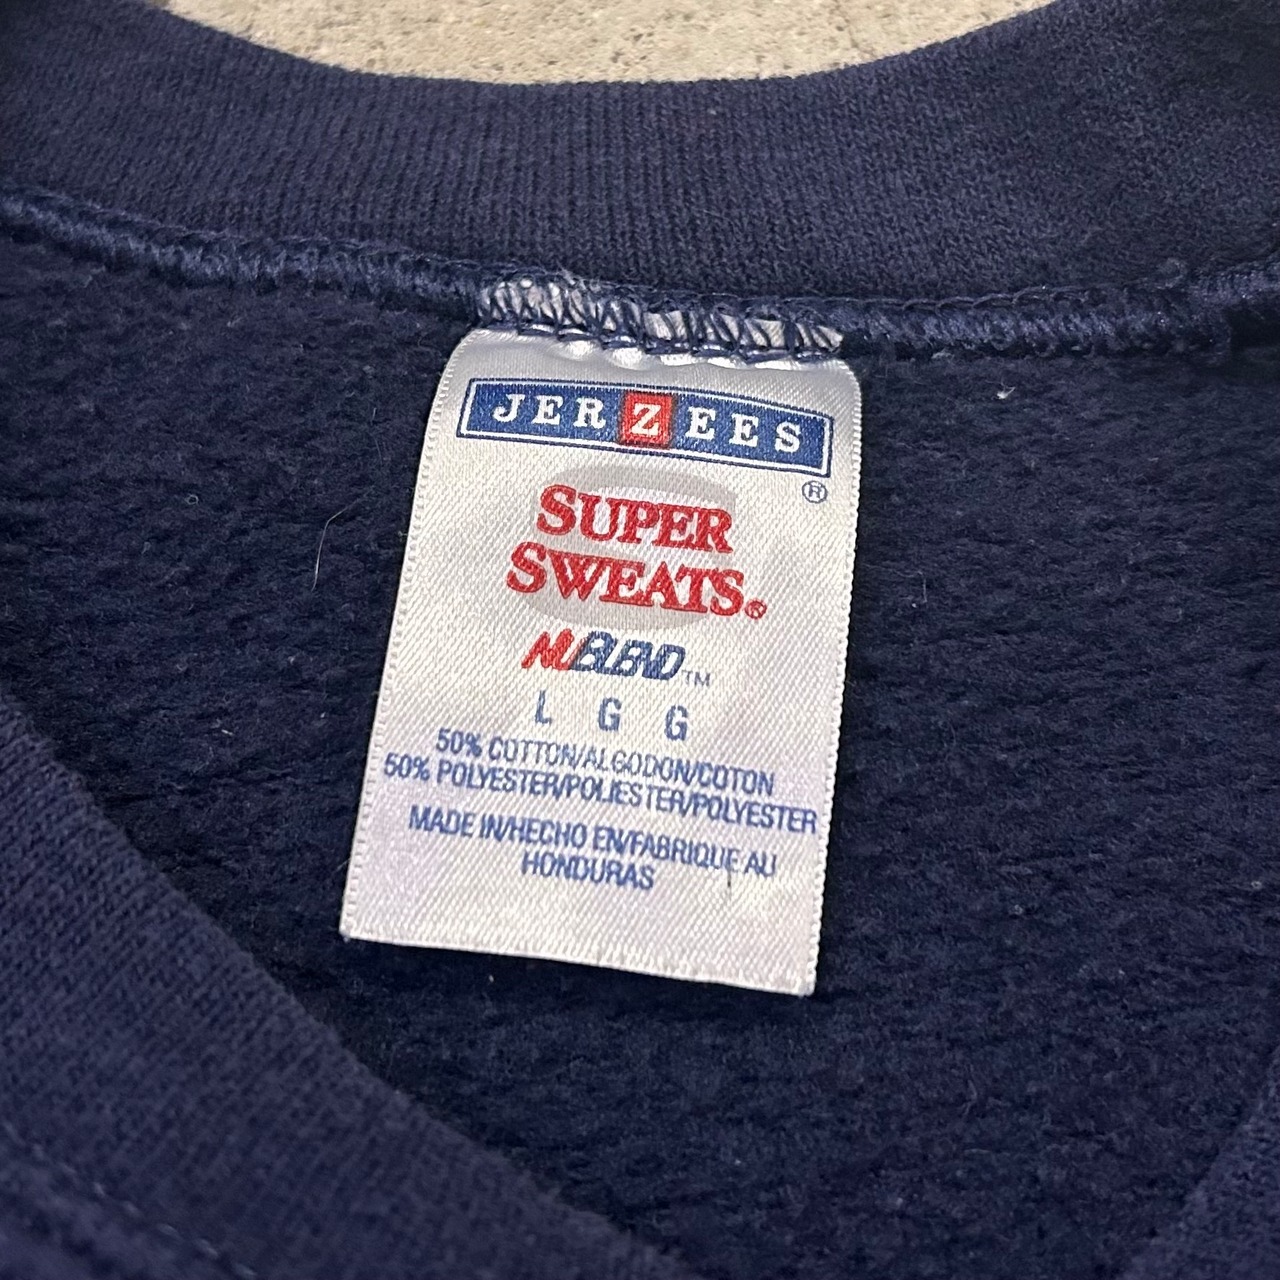 JERZEES
®
SUPER
SWEATS®
NUBLEND™
L G G
50% COTTON/ALGODON/COTON
50% POLYESTER/POLIESTER/POLYESTER
MADE IN/HECHO EN/FABRIQUE AU
HONDURAS